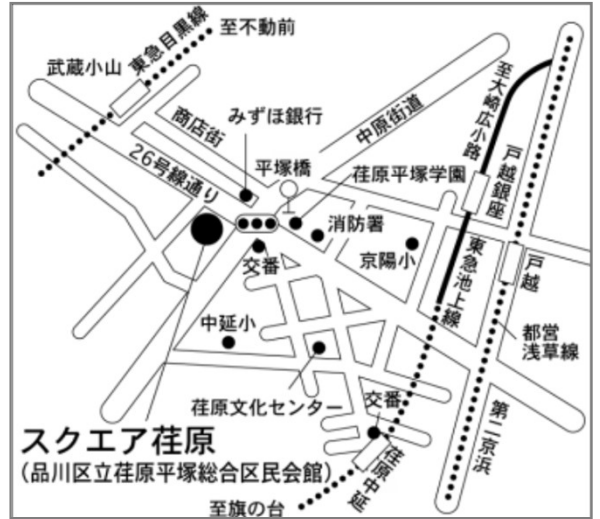 至不動前
東急目黒線
武蔵小山
みずほ銀行
商店街
中原街道
至大崎広小路
26号線通り
平塚橋
荏原平塚学園
戸越銀座
消防署
京陽小
交番
東急池上線
戸越
中延小
都営
浅草線
荏原文化センター
交番
第二京浜
スクエア荏原
(品川区立荏原平塚総合区民会館)
荏原中延
至旗の台